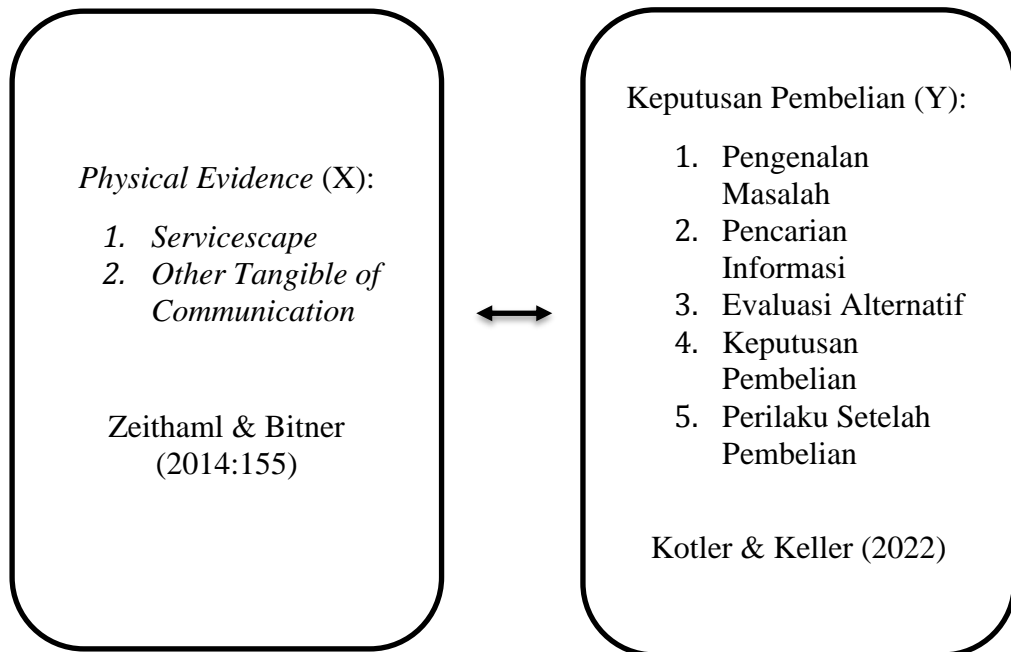 Physical Evidence (X):
1. Servicescape
2. Other Tangible of
Communication
Zeithaml & Bitner
(2014:155)
Keputusan Pembelian (Y):
1. Pengenalan
Masalah
2. Pencarian
Informasi
3. Evaluasi Alternatif
4. Keputusan
Pembelian
5. Perilaku Setelah
Pembelian
Kotler & Keller (2022)